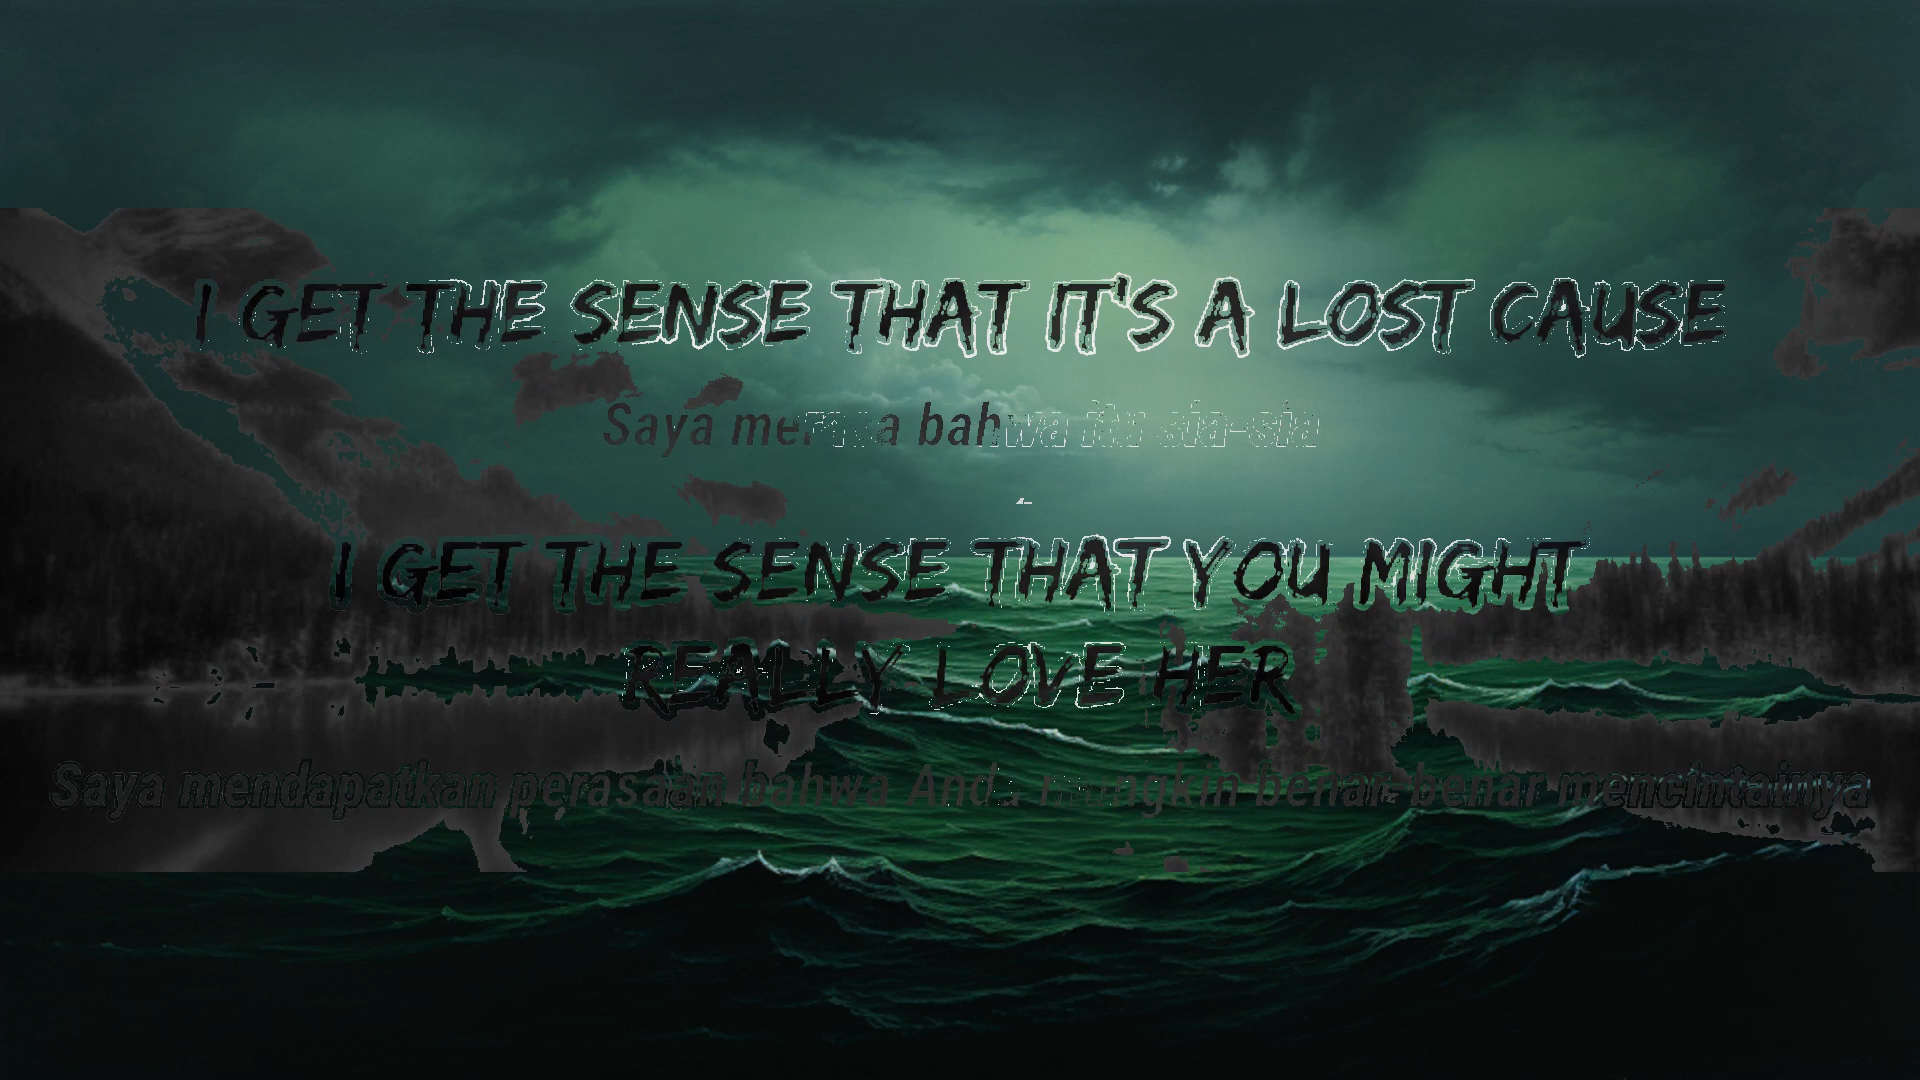 I GET THE SENSE THAT IT'S A LOST CAUSE
Saya merasa bahwa itu sia-sia
I GET THE SENSE THAT YOU MIGHT
REALLY LOVE HER
Saya mendapatkan perasaan bahwa Anda mungkin benar-benar mencintainya